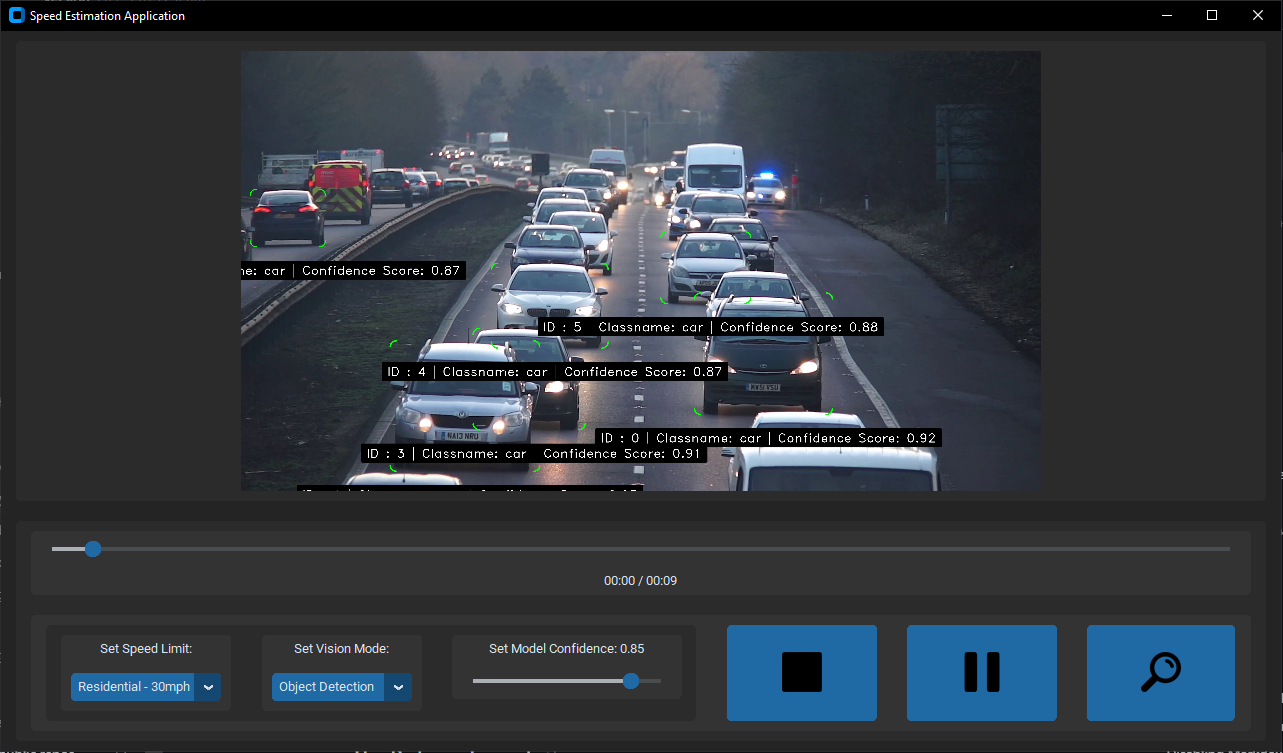 Speed Estimation Application
ne: car | Confidence Score: 0.87
ID : 5 Classname: car | Confidence Score: 0.88
ID : 4 | Classname: car Confidence Score: 0.87
ID : 0 | Classname: car | Confidence Score: 0.92
NA13 NRU
ID : 3 | Classname: car Confidence Score: 0.91
00:00 / 00:09
Set Speed Limit:
Set Vision Mode:
Set Model Confidence: 0.85
Residential - 30mph
Object Detection